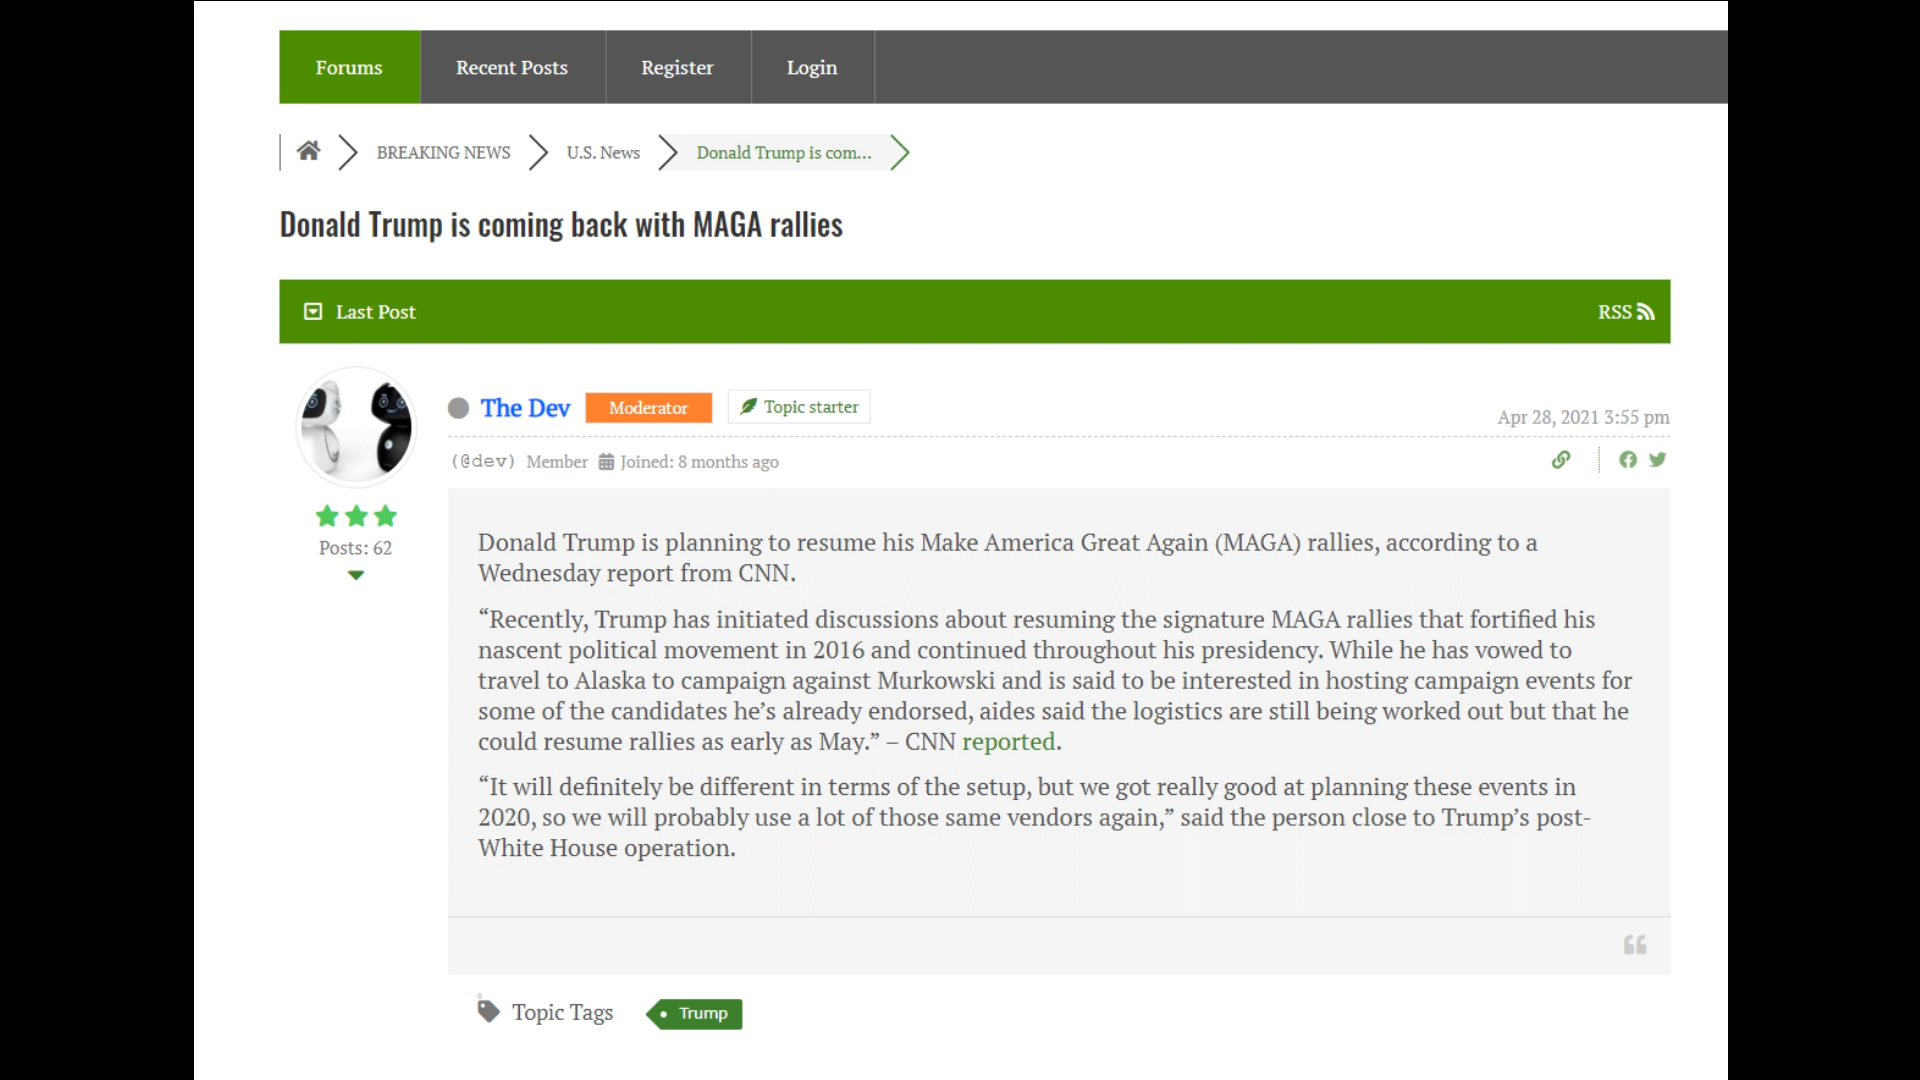 Forums Recent Posts Register Login
BREAKING NEWS U.S. News Donald Trump is com...
Donald Trump is coming back with MAGA rallies
Last Post RSS
The Dev Moderator Topic starter
Apr 28, 2021 3:55 pm
(@dev) Member Joined: 8 months ago
Posts: 62
Donald Trump is planning to resume his Make America Great Again (MAGA) rallies, according to a
Wednesday report from CNN.
“Recently, Trump has initiated discussions about resuming the signature MAGA rallies that fortified his
nascent political movement in 2016 and continued throughout his presidency. While he has vowed to
travel to Alaska to campaign against Murkowski and is said to be interested in hosting campaign events for
some of the candidates he’s already endorsed, aides said the logistics are still being worked out but that he
could resume rallies as early as May.” – CNN reported.
“It will definitely be different in terms of the setup, but we got really good at planning these events in
2020, so we will probably use a lot of those same vendors again,” said the person close to Trump’s post-
White House operation.
Topic Tags Trump